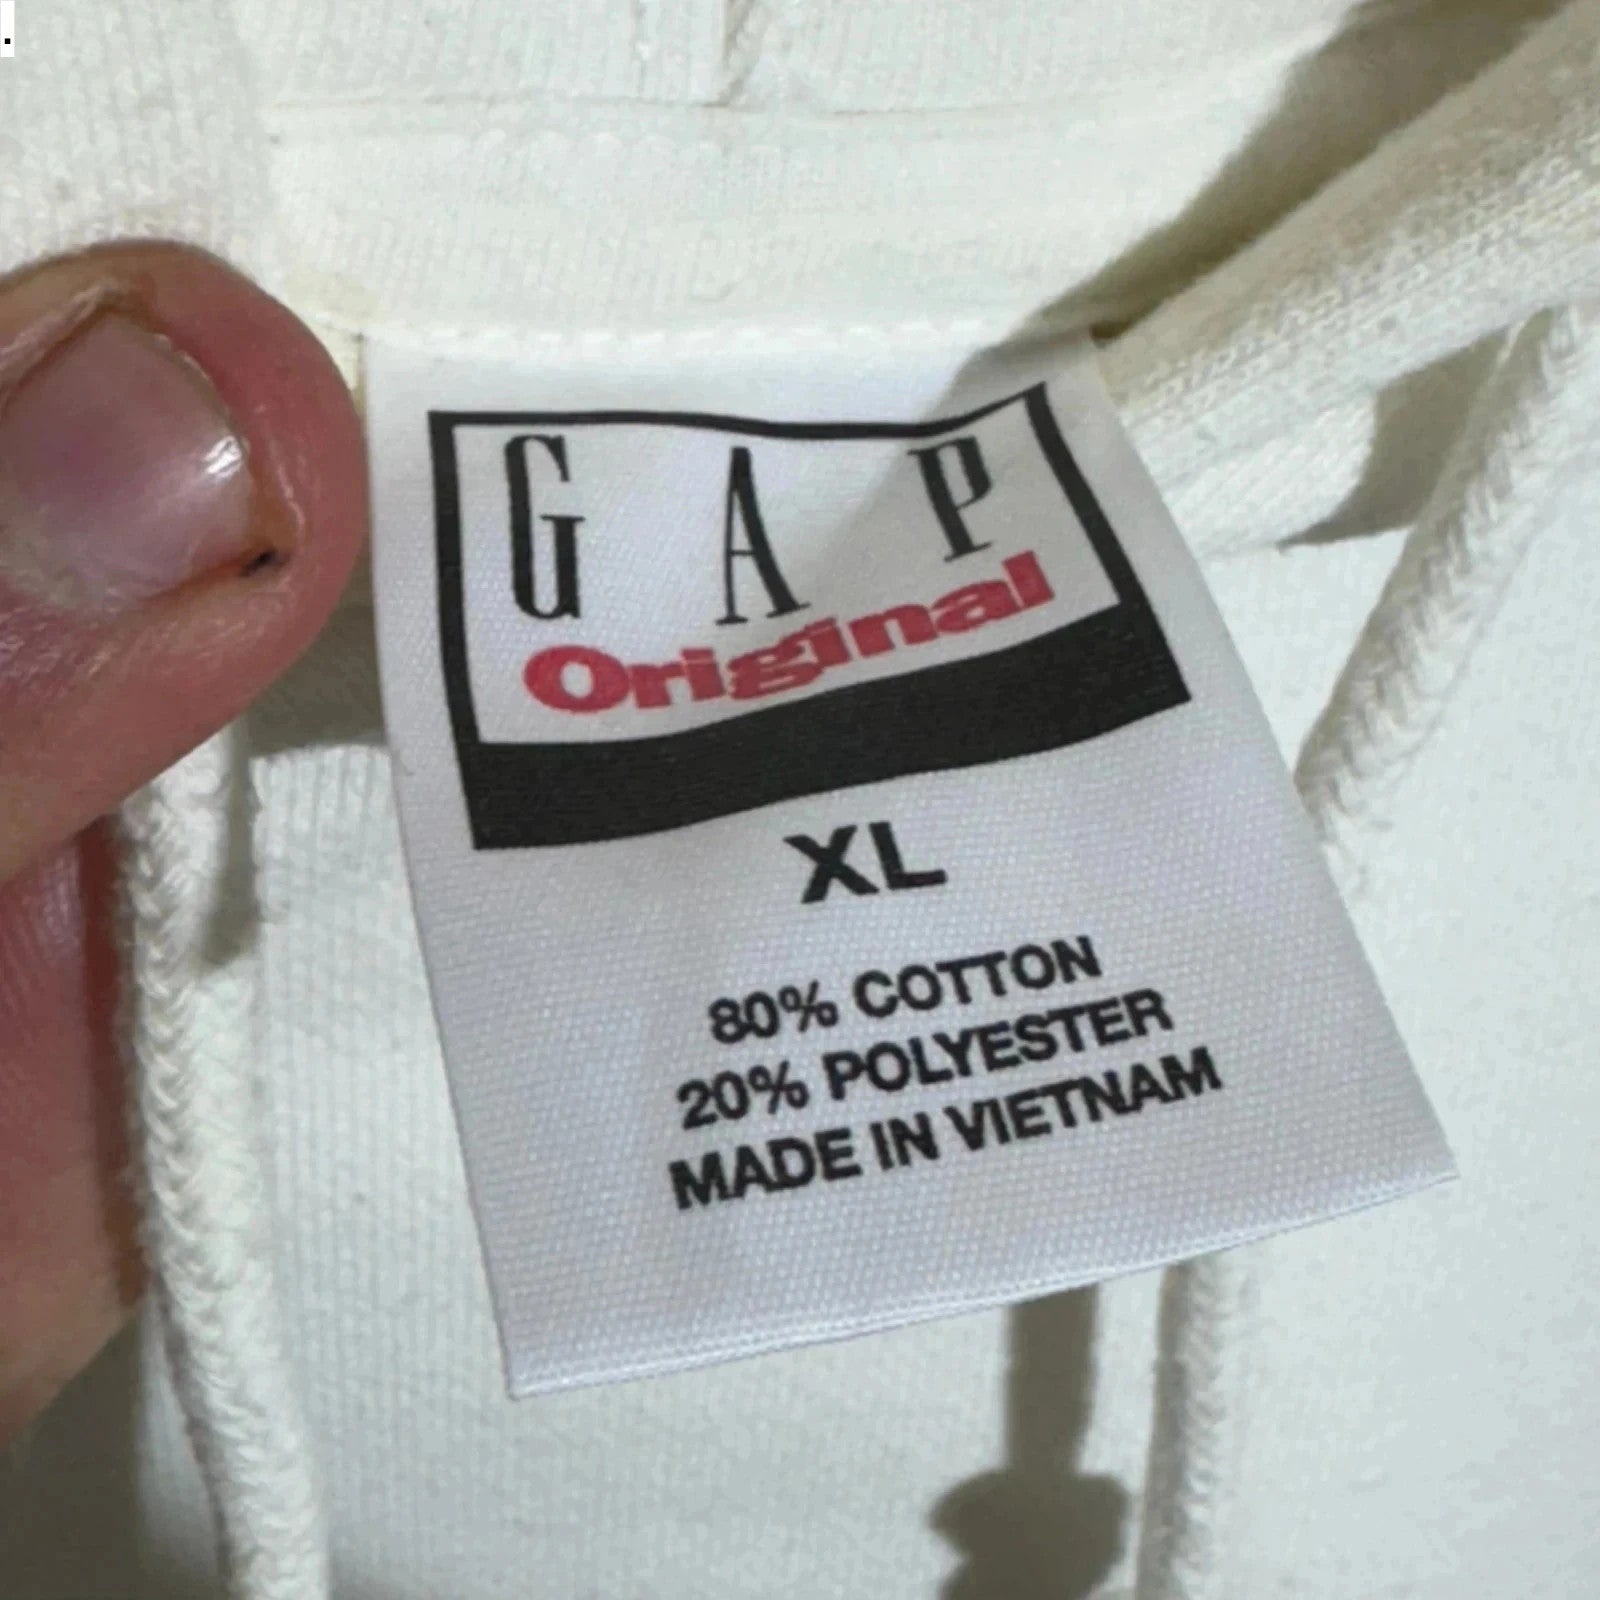 .
GAP
Original
XL
80% COTTON
20% POLYESTER
MADE IN VIETNAM